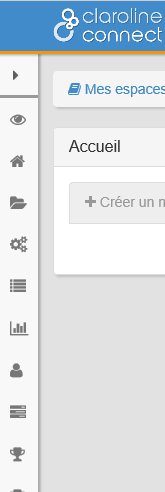 claroline
connect
Mes espaces
Accueil
Créer un